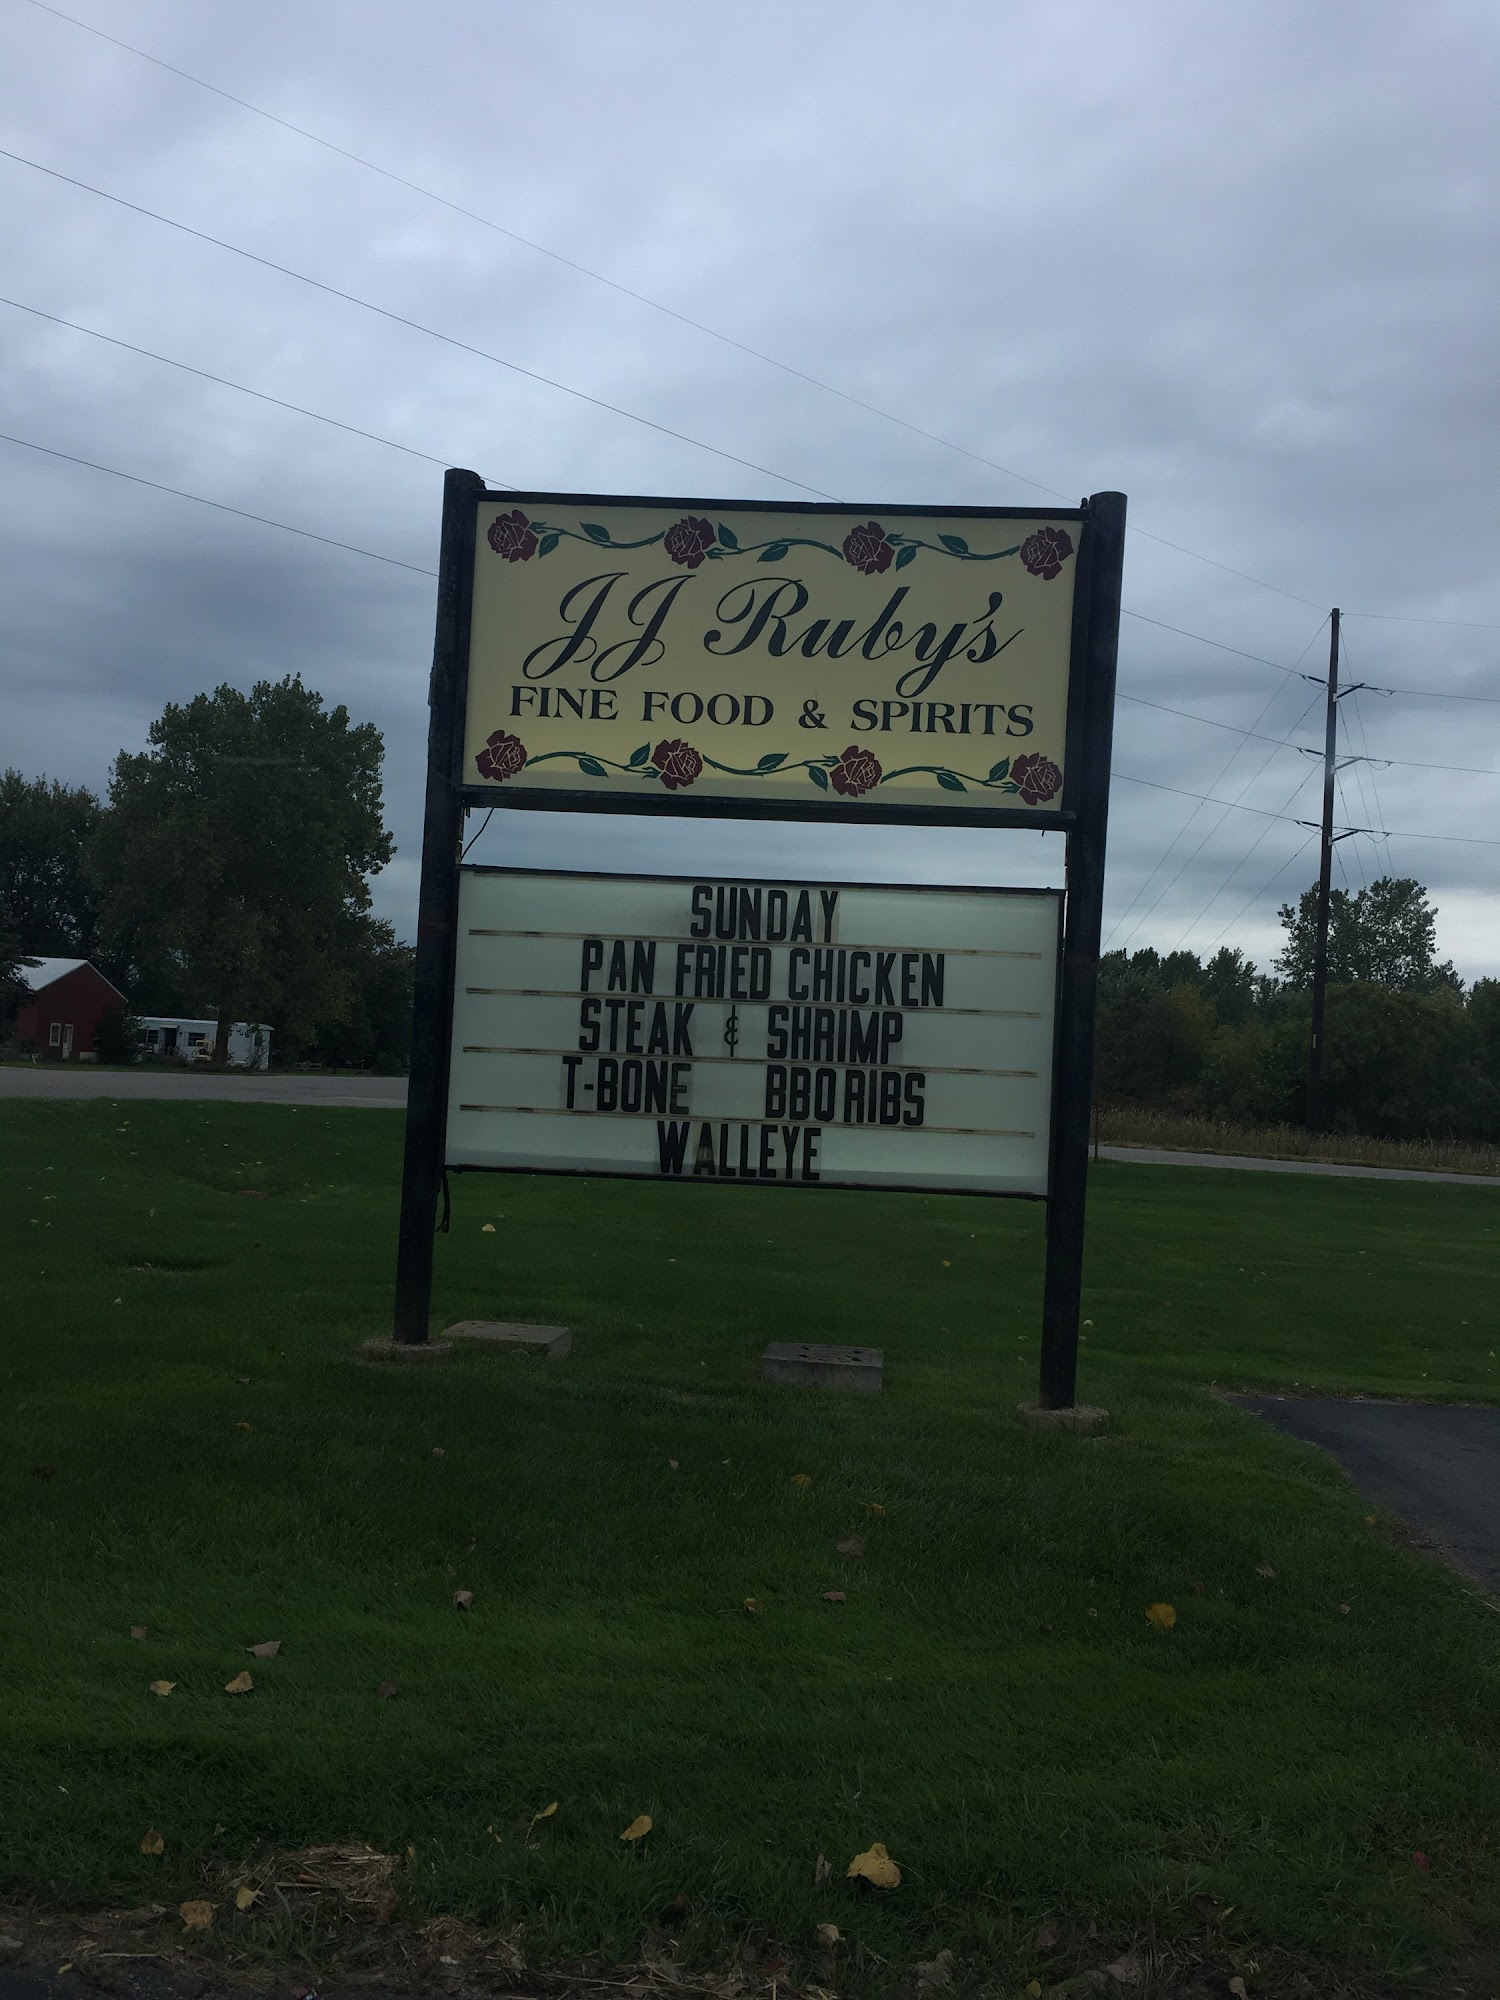 JJ Ruby's
FINE FOOD & SPIRITS
SUNDAY
PAN FRIED CHICKEN
STEAK & SHRIMP
T-BONE BBQ RIBS
WALLEYE